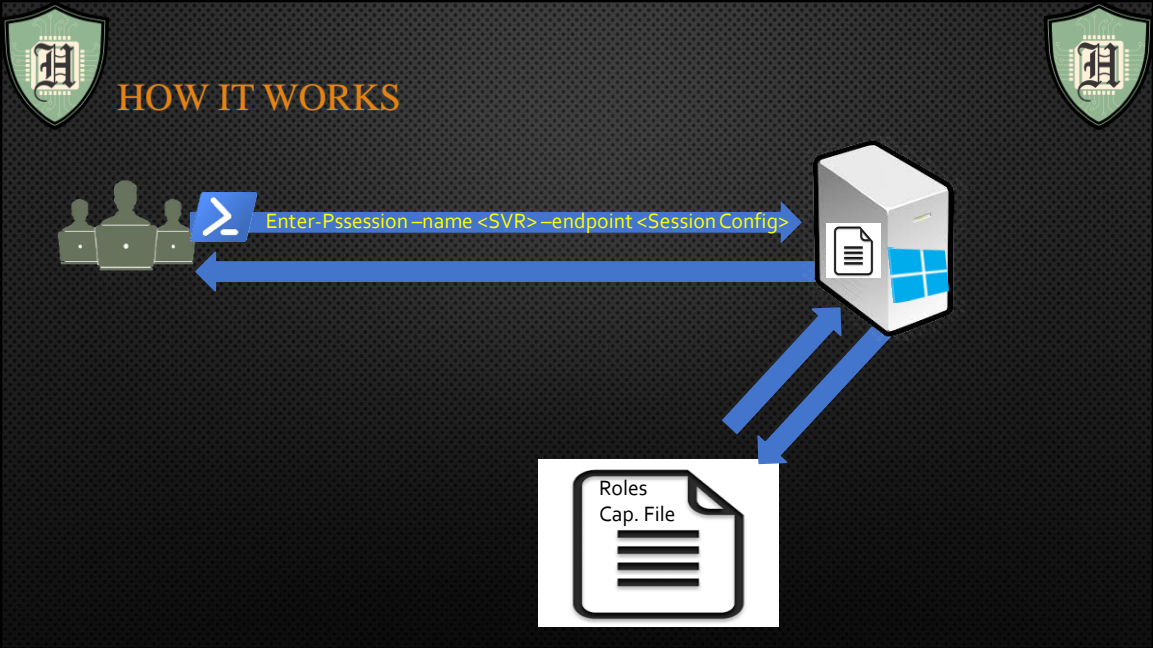 H
H
HOW IT WORKS
Enter-Pssession –name <SVR> –endpoint <Session Config>
Roles
Cap. File